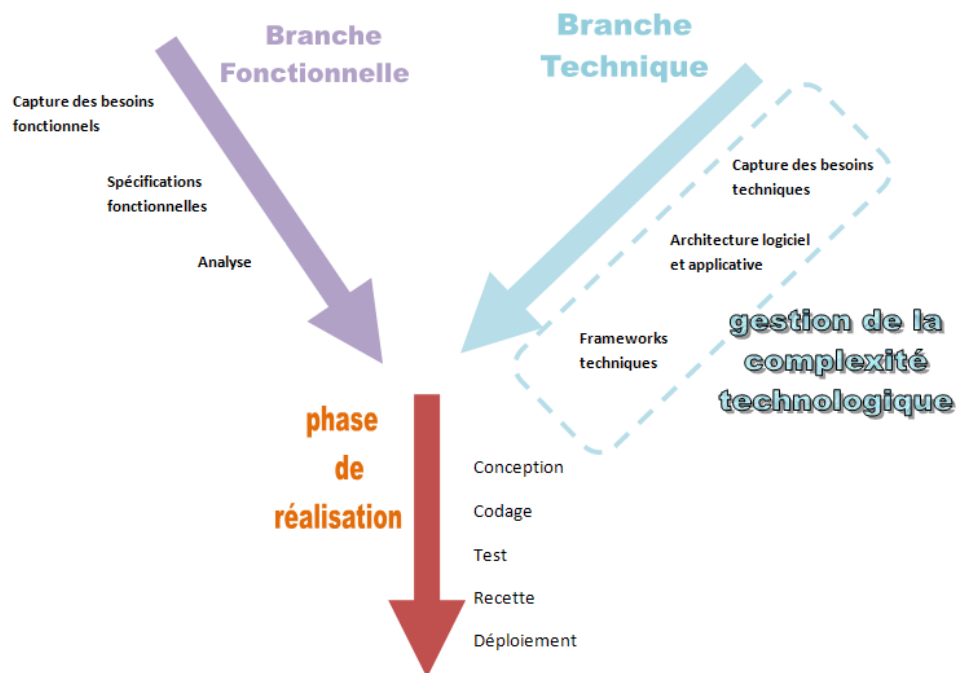 Branche
Fonctionnelle
Branche
Technique
Capture des besoins
fonctionnels
Spécifications
fonctionnelles
Analyse
Capture des besoins
techniques
Architecture logiciel
et applicative
Frameworks
techniques
gestion de la
complexité
technologique
phase
de
réalisation
Conception
Codage
Test
Recette
Déploiement